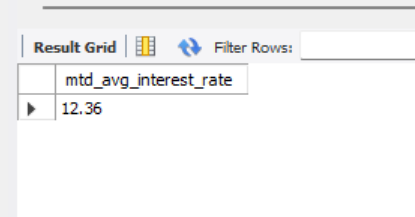 Result Grid Filter Rows:
mtd_avg_interest_rate
12.36